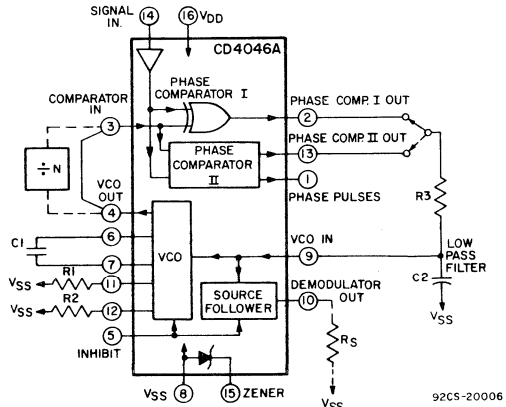 SIGNAL
IN.
14
16
VDD
CD4046A
PHASE
COMPARATOR
I
COMPARATOR
IN
3
PHASE COMP. I OUT
2
PHASE COMP. II OUT
13
PHASE
COMPARATOR
II
1
PHASE PULSES
÷N
VCO
OUT
4
R3
C1
6
7
VCO
VCO IN
9
LOW
PASS
FILTER
C2
VSS
VSS
R1
11
VSS
R2
12
SOURCE
FOLLOWER
DEMODULATOR
OUT
10
5
INHIBIT
RS
VSS
VSS
8
15
ZENER
92CS-20006